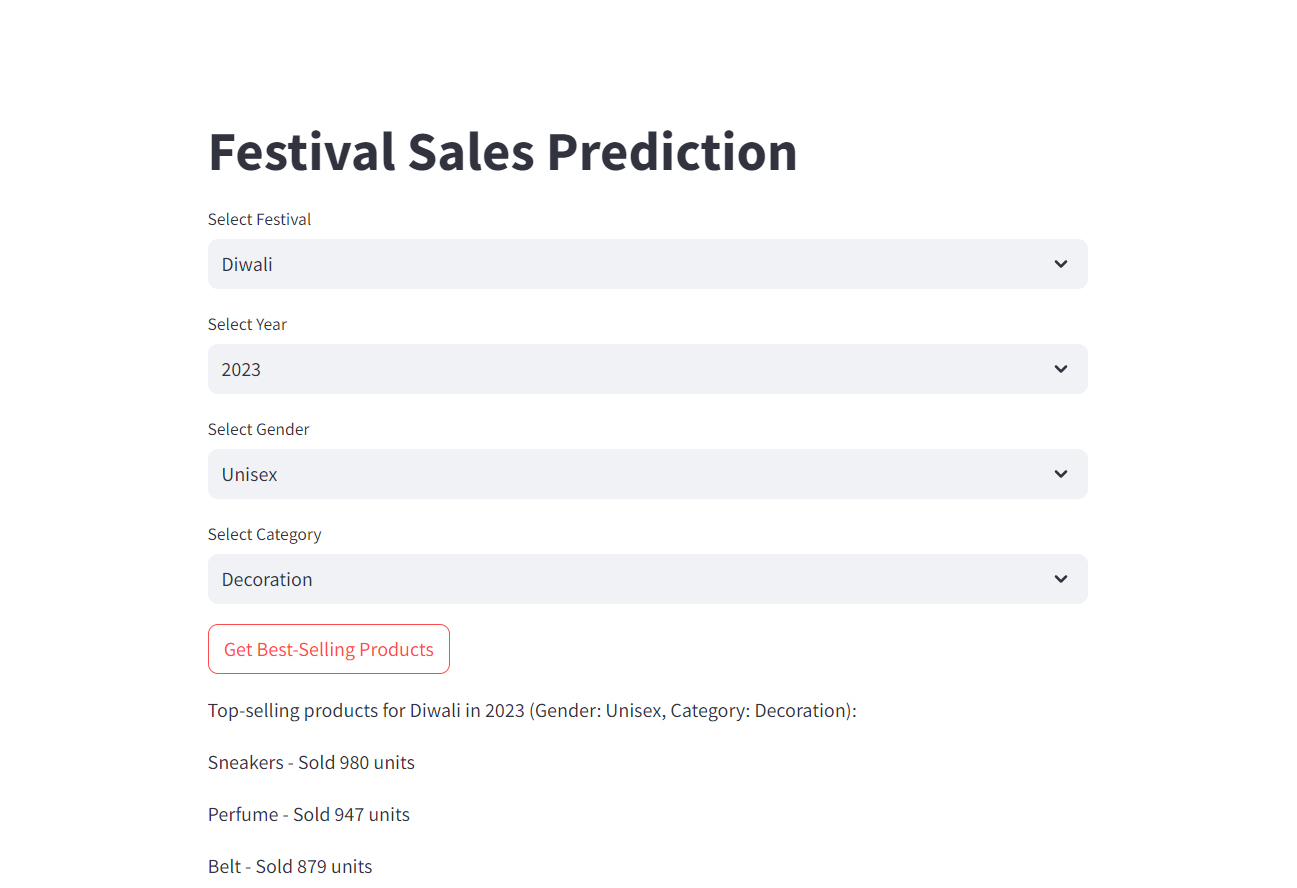 Festival Sales Prediction
Select Festival
Diwali
Select Year
2023
Select Gender
Unisex
Select Category
Decoration
Get Best-Selling Products
Top-selling products for Diwali in 2023 (Gender: Unisex, Category: Decoration):
Sneakers - Sold 980 units
Perfume - Sold 947 units
Belt - Sold 879 units